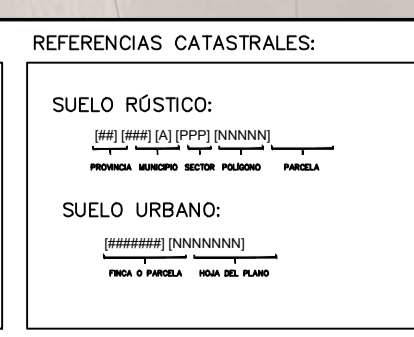 REFERENCIAS CATASTRALES:
SUELO RÚSTICO:
[##] [###] [A] [PPP] [NNNNN]
PROVINCIA MUNICIPIO SECTOR POLÍGONO PARCELA
SUELO URBANO:
[#######] [NNNNNNN]
FINCA O PARCELA HOJA DEL PLANO